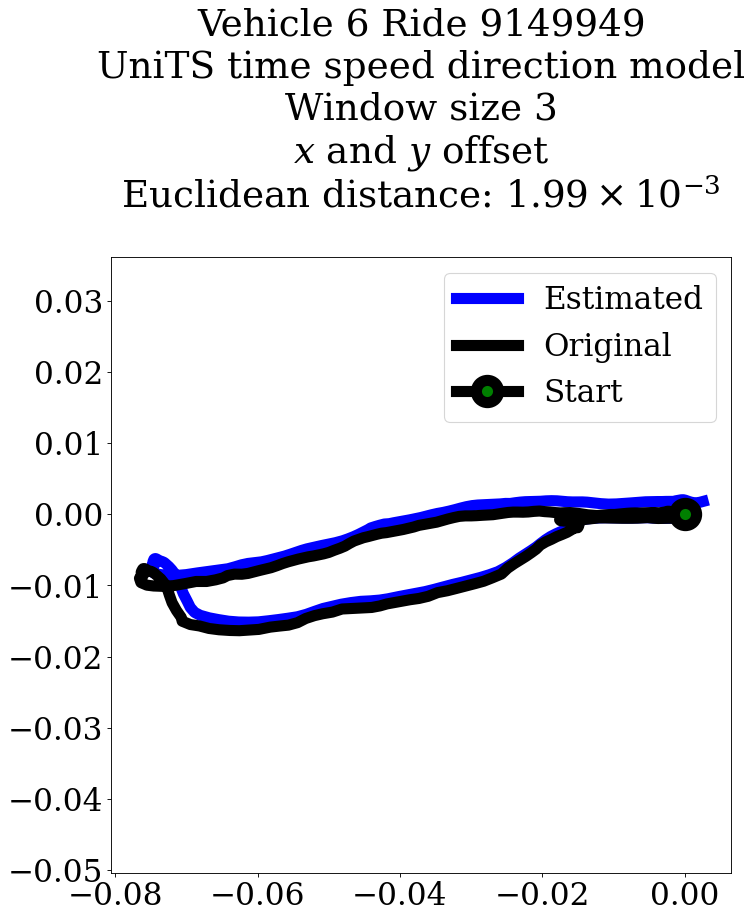 Vehicle 6 Ride 9149949
UniTS time speed direction model
Window size 3
x and y offset
Euclidean distance: 1.99 × 10⁻³
Estimated
Original
Start
0.03
0.02
0.01
0.00
−0.01
−0.02
−0.03
−0.04
−0.05
−0.08 −0.06 −0.04 −0.02 0.00